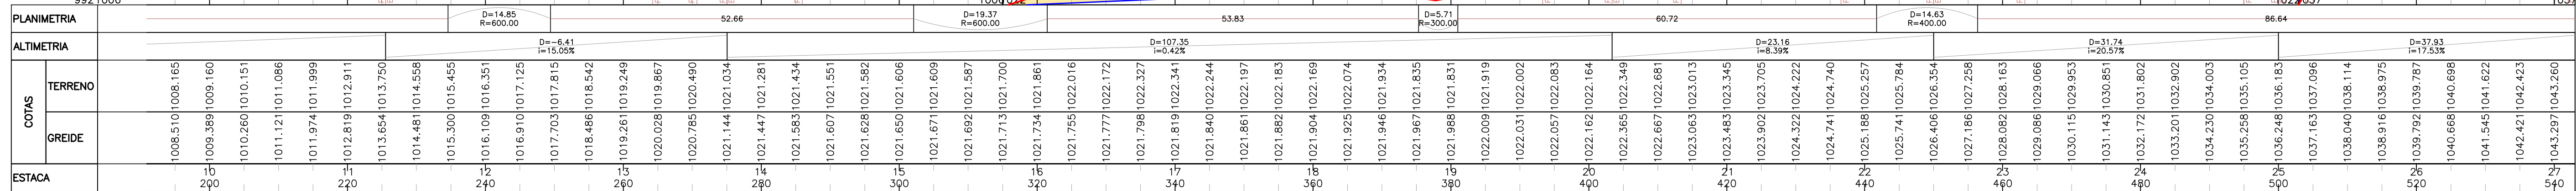 PLANIMETRIA
D=14.85
R=600.00
52.66
D=19.37
R=600.00
53.83
D=5.71
R=300.00
60.72
D=14.63
R=400.00
86.64
ALTIMETRIA
D=-6.41
i=15.05%
D=107.35
i=0.42%
D=23.16
i=8.39%
D=31.74
i=20.57%
D=37.93
i=17.53%
COTAS
TERRENO
1008.165 1009.160 1010.151 1011.086 1011.999 1012.911 1013.750 1014.558 1015.455 1016.351 1017.125 1017.815 1018.542 1019.249 1019.867 1020.490 1021.034 1021.281 1021.434 1021.551 1021.582 1021.606 1021.609 1021.587 1021.700 1021.861 1022.016 1022.172 1022.327 1022.341 1022.244 1022.197 1022.183 1022.169 1022.074 1021.934 1021.835 1021.831 1021.919 1022.002 1022.083 1022.164 1022.349 1022.681 1023.013 1023.345 1023.705 1024.222 1024.740 1025.257 1025.784 1026.354 1027.258 1028.163 1029.066 1029.953 1030.851 1031.802 1032.902 1034.003 1035.105 1036.183 1037.096 1038.114 1038.975 1039.787 1040.698 1041.622 1042.423 1043.260
GREIDE
1008.510 1009.389 1010.260 1011.121 1011.974 1012.819 1013.654 1014.481 1015.300 1016.109 1016.910 1017.703 1018.486 1019.261 1020.028 1020.785 1021.144 1021.447 1021.583 1021.607 1021.628 1021.650 1021.671 1021.692 1021.713 1021.734 1021.755 1021.777 1021.798 1021.819 1021.840 1021.861 1021.882 1021.904 1021.925 1021.946 1021.967 1021.988 1022.009 1022.031 1022.057 1022.162 1022.365 1022.667 1023.063 1023.483 1023.902 1024.322 1024.741 1025.188 1025.741 1026.406 1027.186 1028.082 1029.086 1030.115 1031.143 1032.172 1033.201 1034.230 1035.258 1036.248 1037.163 1038.040 1038.916 1039.792 1040.668 1041.545 1042.421 1043.297
ESTACA
10 11 12 13 14 15 16 17 18 19 20 21 22 23 24 25 26 27
200 220 240 260 280 300 320 340 360 380 400 420 440 460 480 500 520 540